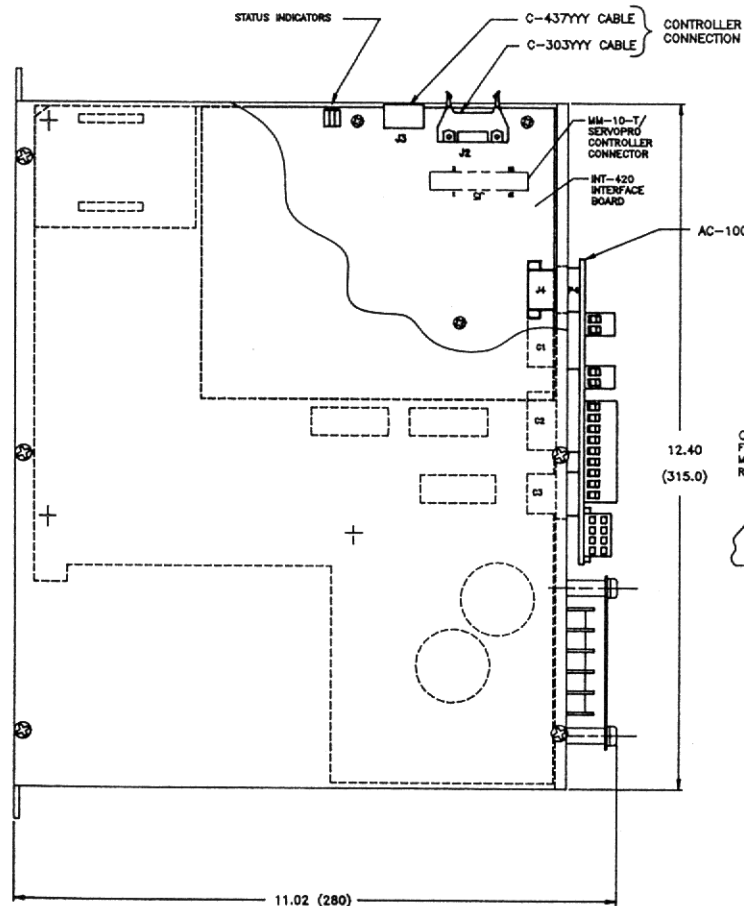 STATUS INDICATORS
C-437YYY CABLE
C-303YYY CABLE
CONTROLLER
CONNECTION
J3
J2
MM-10-T/
SERVOPRO
CONTROLLER
CONNECTOR
INT-420
INTERFACE
BOARD
AC-100
J4
C1
C2
C3
12.40
(315.0)
C
F
M
R
11.02 (280)